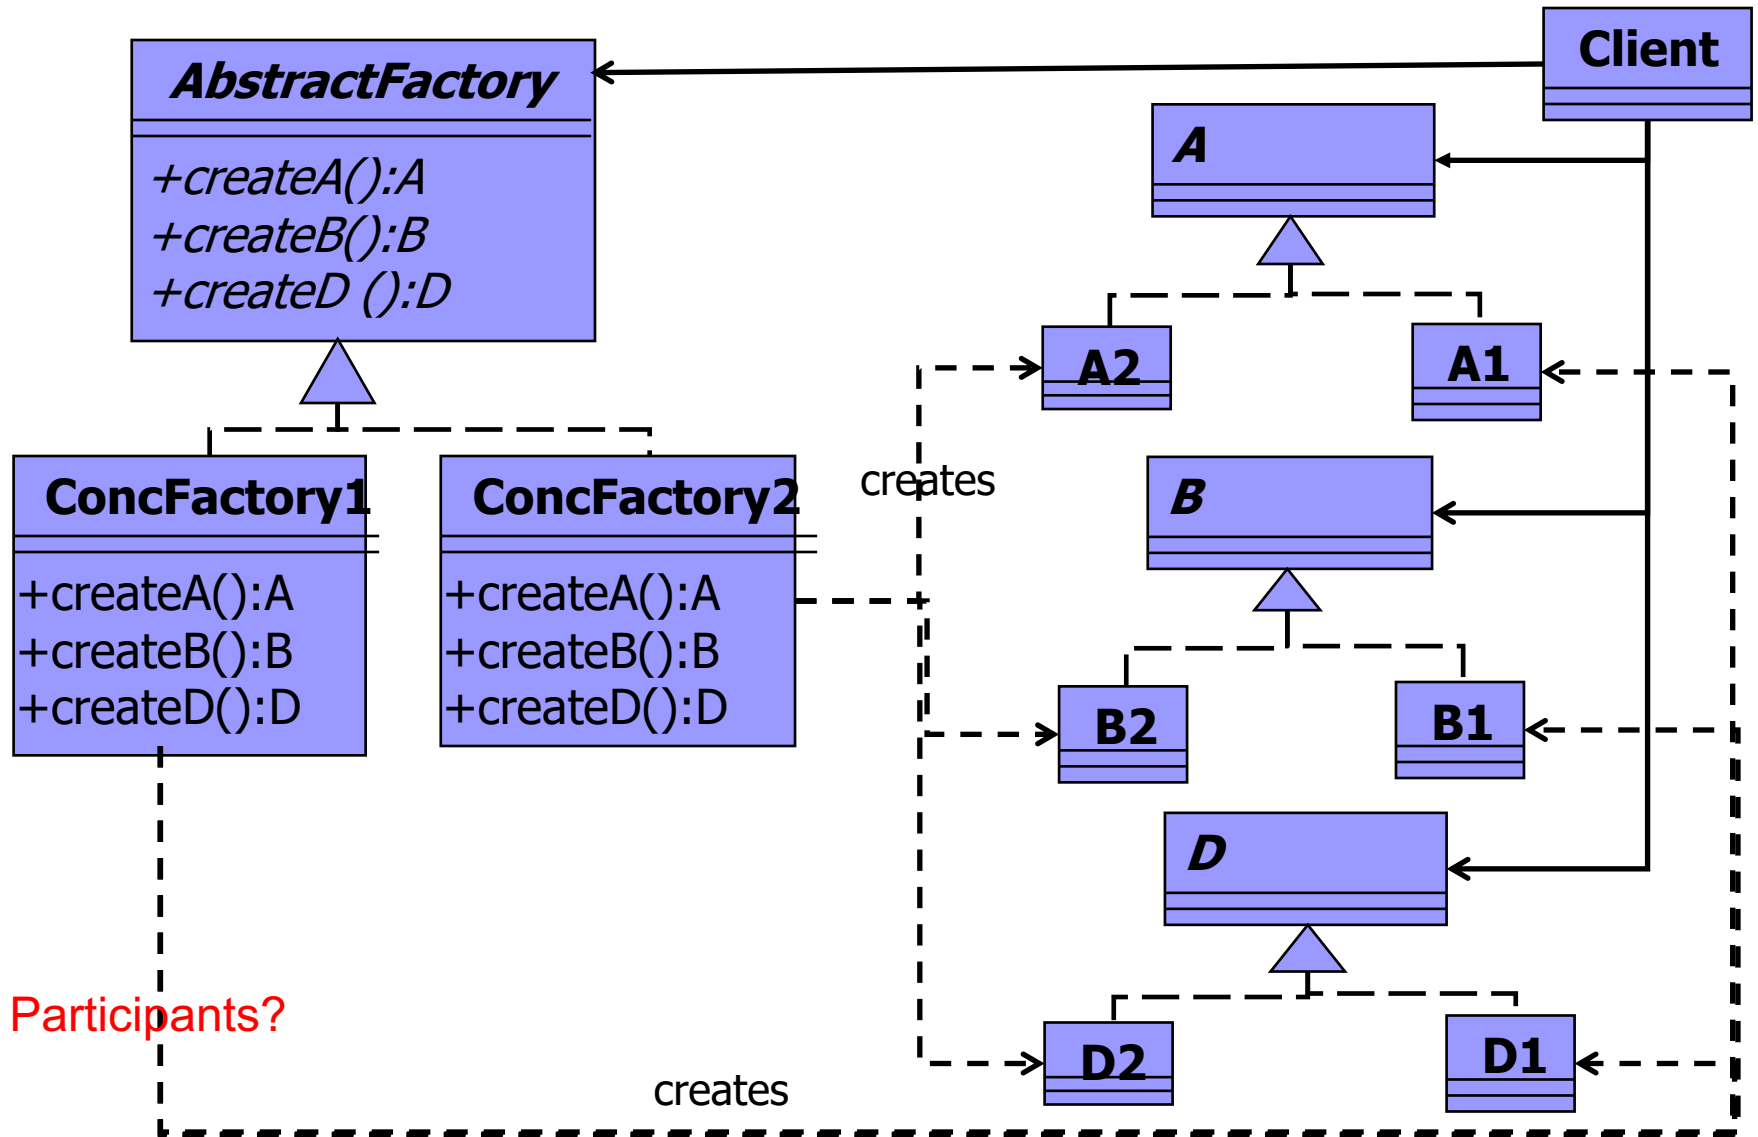 AbstractFactory
+createA():A
+createB():B
+createD ():D
Client
A
A2
A1
ConcFactory1
+createA():A
+createB():B
+createD():D
ConcFactory2
+createA():A
+createB():B
+createD():D
creates
B
B2
B1
D
D2
D1
Participants?
creates